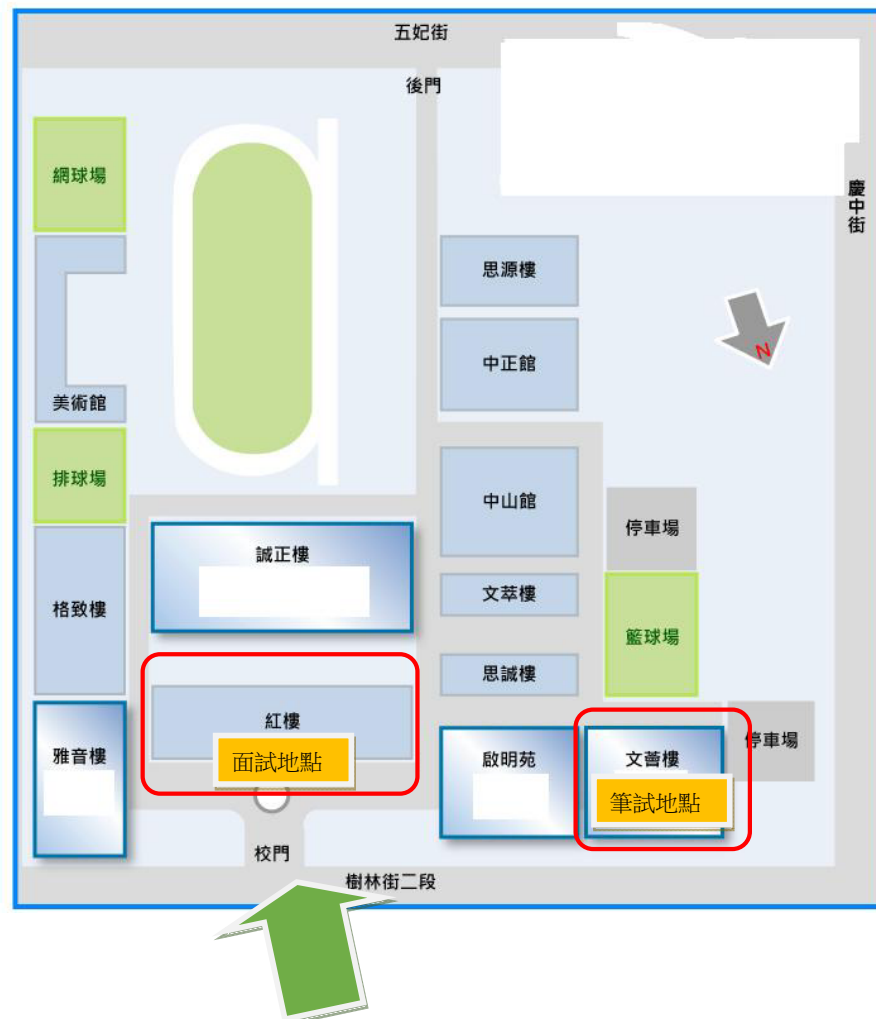 五妃街
後門
慶中街
網球場
思源樓
中正館
N
美術館
排球場
中山館
停車場
誠正樓
文萃樓
格致樓
籃球場
思誠樓
紅樓
面試地點
雅音樓
啟明苑
文薈樓
停車場
筆試地點
校門
樹林街二段